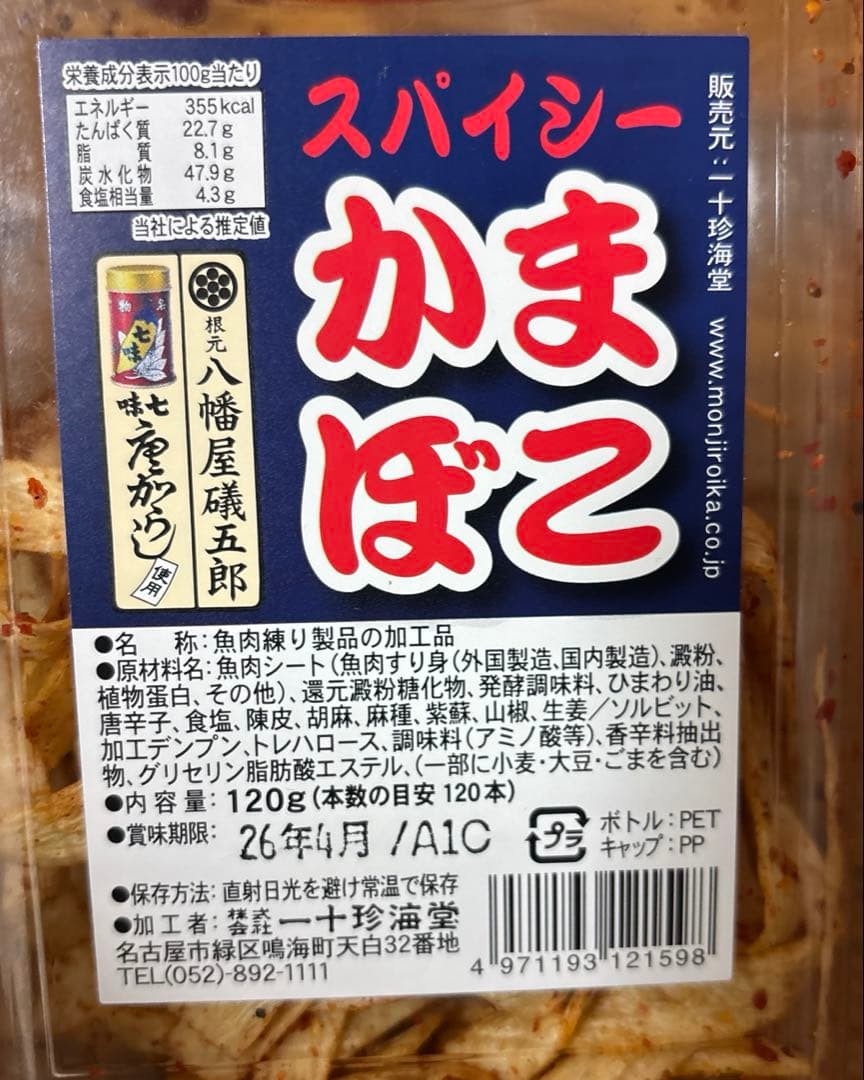 栄養成分表示100g当たり
エネルギー 355kcal
たんぱく質 22.7g
脂質 8.1g
炭水化物 47.9g
食塩相当量 4.3g
当社による推定値
名物
七味
七味
唐がらし
使用
根元
八幡屋礒五郎
スパイシー
かま
ぼこ
販売元:一十珍海堂 www.monjiroika.co.jp
●名 称:魚肉練り製品の加工品
●原材料名:魚肉シート(魚肉すり身(外国製造、国内製造)、澱粉、
植物蛋白、その他)、還元澱粉糖化物、発酵調味料、ひまわり油、
唐辛子、食塩、陳皮、胡麻、麻種、紫蘇、山椒、生姜/ソルビット、
加工デンプン、トレハロース、調味料(アミノ酸等)、香辛料抽出
物、グリセリン脂肪酸エステル、(一部に小麦・大豆・ごまを含む)
●内容量:120g(本数の目安120本)
●賞味期限: 26年4月 /A1C
プラ
ボトル:PET
キャップ:PP
●保存方法:直射日光を避け常温で保存
●加工者:株式会社一十珍海堂
名古屋市緑区鳴海町天白32番地
TEL(052)-892-1111
4 971193 121598